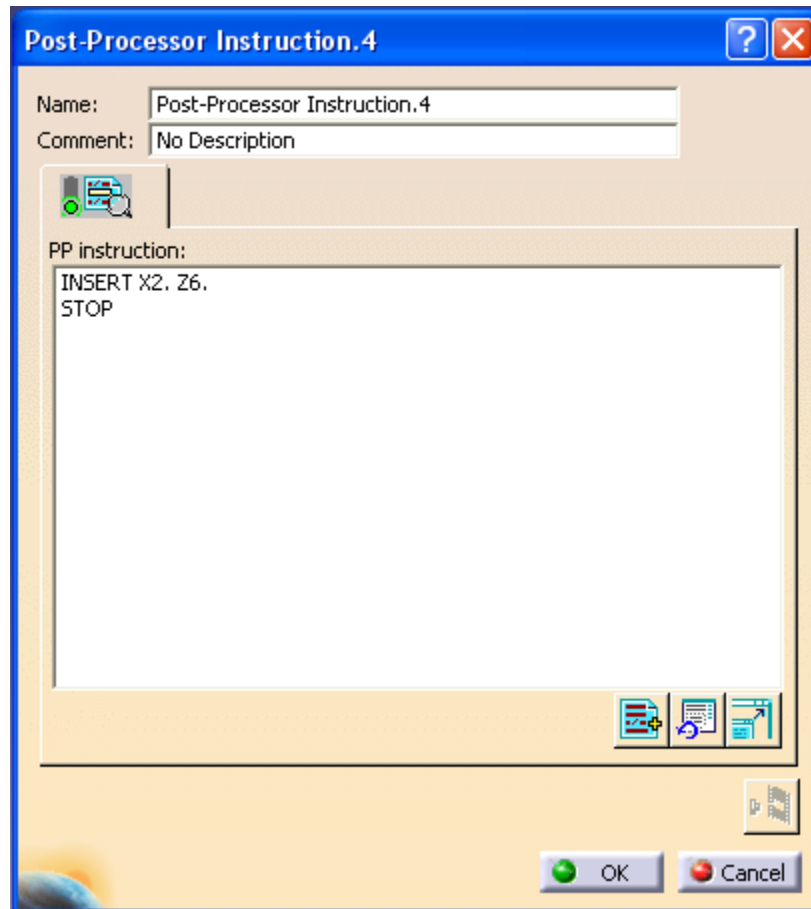 Post-Processor Instruction.4
Name: Post-Processor Instruction.4
Comment: No Description
PP instruction:
INSERT X2. Z6.
STOP
OK Cancel